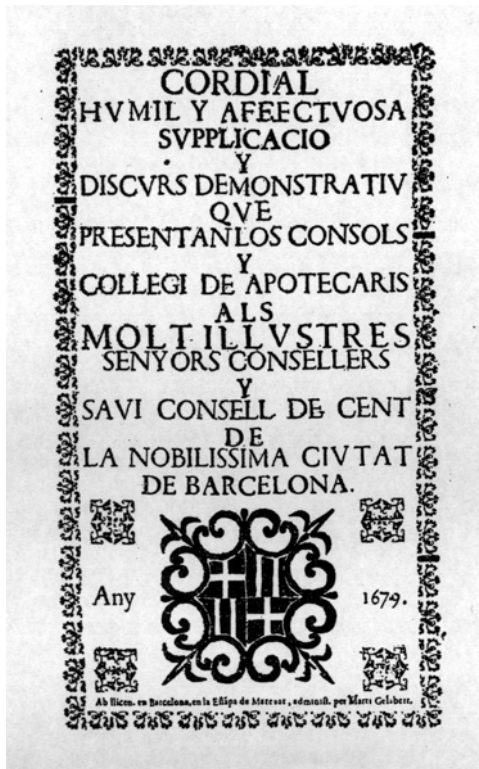 CORDIAL
HVMIL Y AFEECTVOSA
SVPPLICACIO
Y
DISCVRS DEMONSTRATIV
QVE
PRESENTAN LOS CONSOLS
Y
COLLEGI DE APOTECARIS
ALS
MOLT ILLVSTRES
SENYORS CONSELLERS
Y
SAVI CONSELL DE CENT
DE
LA NOBILISSIMA CIVTAT
DE BARCELONA.
Any 1679.
Ab llicen. en Barcelona, en la Estãpa de Matevat, administ. per Marti Gelabert.